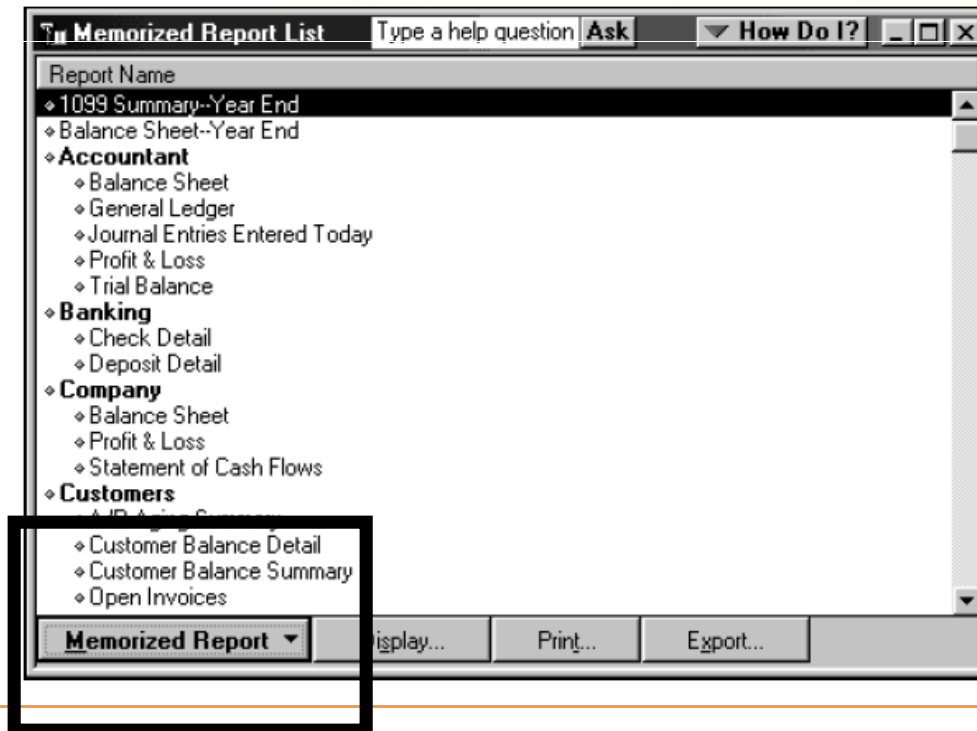 Memorized Report List Type a help question Ask How Do I?
Report Name
1099 Summary--Year End
Balance Sheet--Year End
Accountant
Balance Sheet
General Ledger
Journal Entries Entered Today
Profit & Loss
Trial Balance
Banking
Check Detail
Deposit Detail
Company
Balance Sheet
Profit & Loss
Statement of Cash Flows
Customers
A/R Aging Summary
Customer Balance Detail
Customer Balance Summary
Open Invoices
Memorized Report Display... Print... Export...